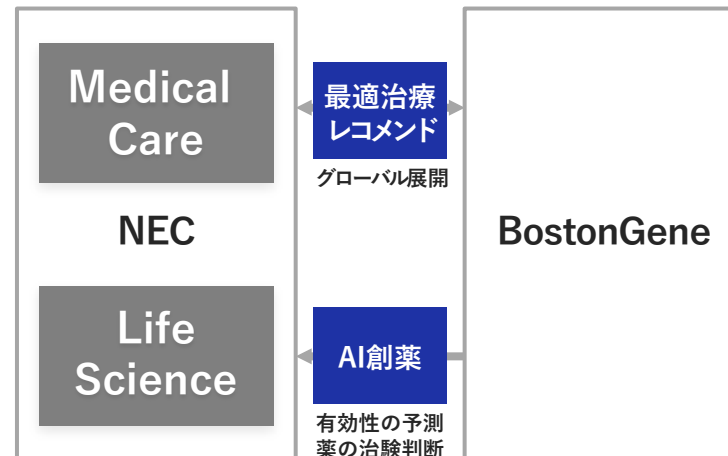 Medical
Care
NEC
Life
Science
最適治療
レコメンド
グローバル展開
AI創薬
有効性の予測
薬の治験判断
BostonGene